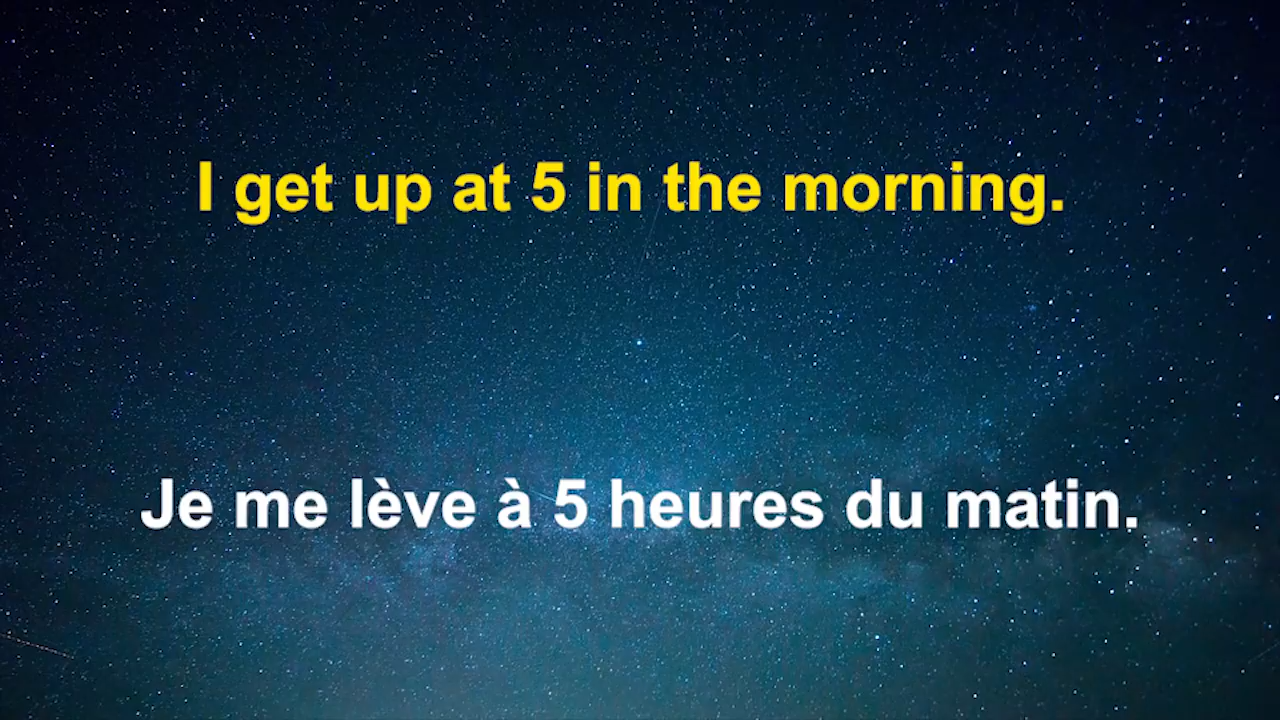 I get up at 5 in the morning.
Je me lève à 5 heures du matin.